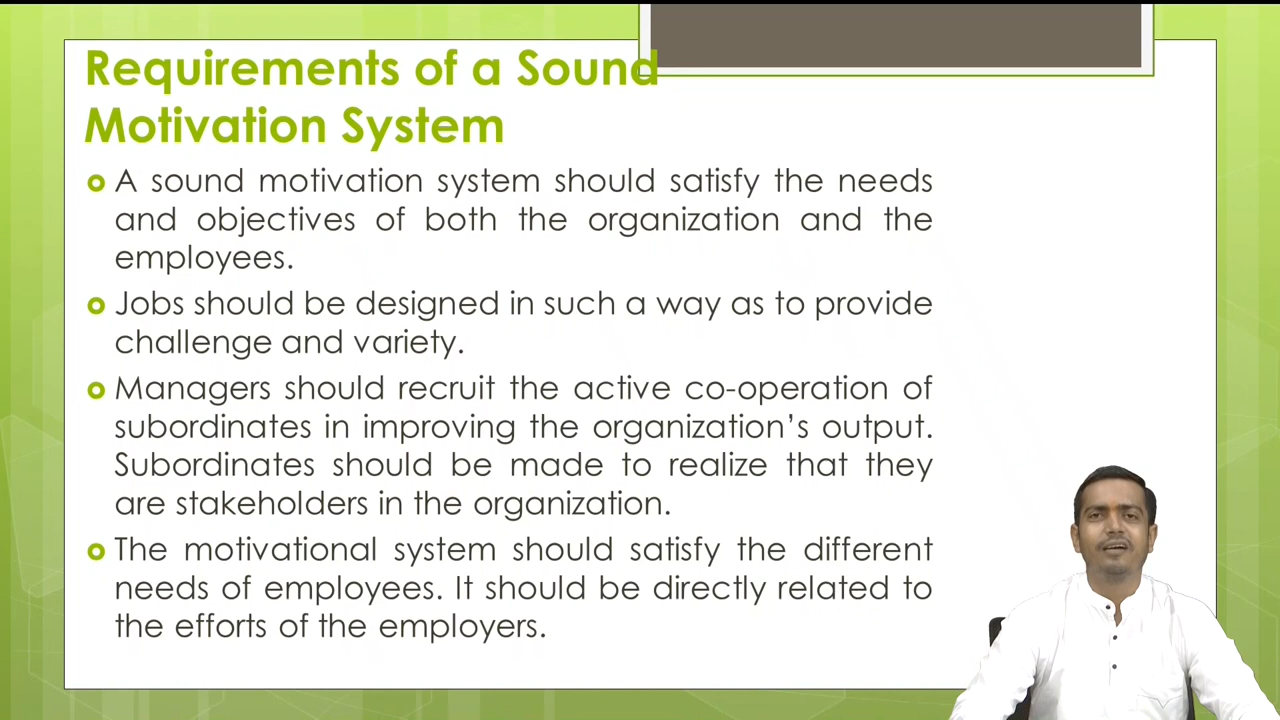 Requirements of a Sound
Motivation System
A sound motivation system should satisfy the needs
and objectives of both the organization and the
employees.
Jobs should be designed in such a way as to provide
challenge and variety.
Managers should recruit the active co-operation of
subordinates in improving the organization’s output.
Subordinates should be made to realize that they
are stakeholders in the organization.
The motivational system should satisfy the different
needs of employees. It should be directly related to
the efforts of the employers.